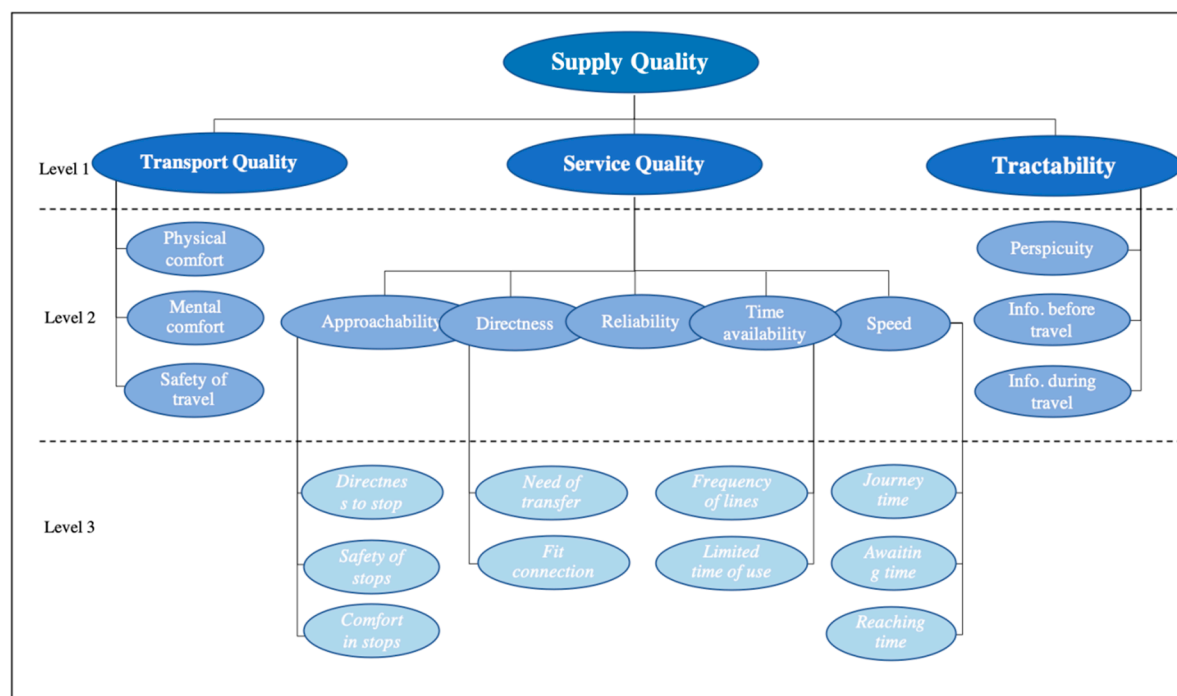 Supply Quality
Level 1
Transport Quality
Service Quality
Tractability
Level 2
Physical
comfort
Mental
comfort
Safety of
travel
Approachability
Directness
Reliability
Time
availability
Speed
Perspicuity
Info. before
travel
Info. during
travel
Level 3
Directnes
s to stop
Safety of
stops
Comfort
in stops
Need of
transfer
Fit
connection
Frequency
of lines
Limited
time of use
Journey
time
Awaitin
g time
Reaching
time